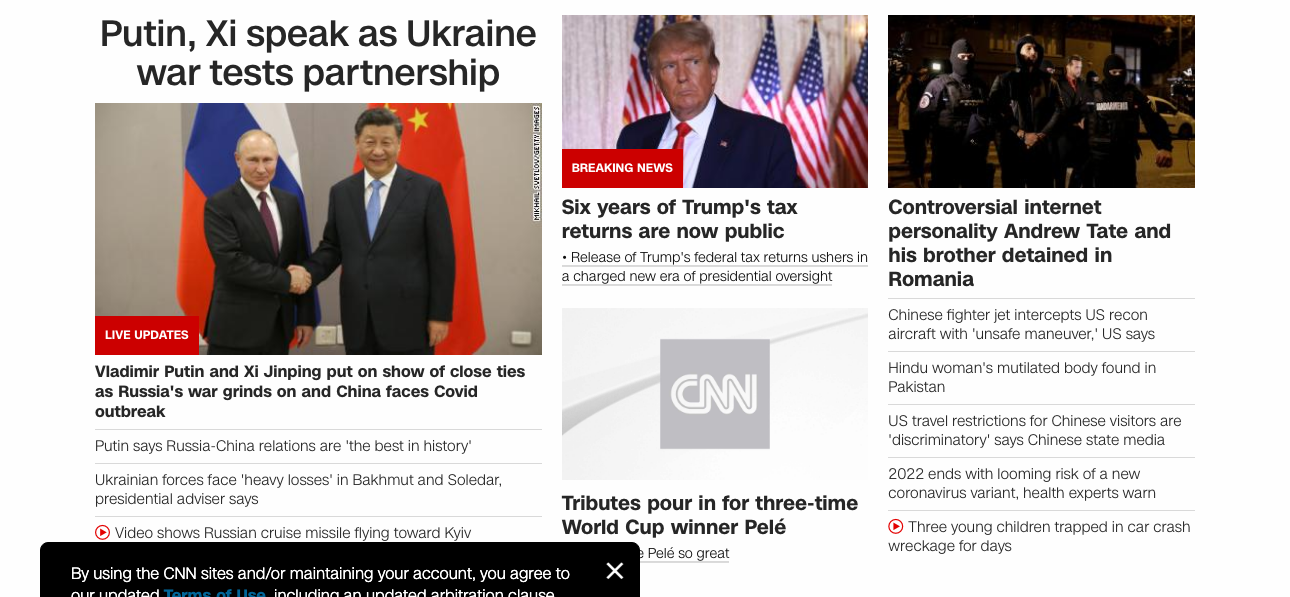 Putin, Xi speak as Ukraine
war tests partnership
MIKHAIL SVETLOV/GETTY IMAGES
LIVE UPDATES
Vladimir Putin and Xi Jinping put on show of close ties
as Russia's war grinds on and China faces Covid
outbreak
Putin says Russia-China relations are 'the best in history'
Ukrainian forces face 'heavy losses' in Bakhmut and Soledar,
presidential adviser says
Video shows Russian cruise missile flying toward Kyiv
BREAKING NEWS
Six years of Trump's tax
returns are now public
• Release of Trump's federal tax returns ushers in
a charged new era of presidential oversight
CNN
Tributes pour in for three-time
World Cup winner Pelé
Pelé so great
JANDARMERIA
Controversial internet
personality Andrew Tate and
his brother detained in
Romania
Chinese fighter jet intercepts US recon
aircraft with 'unsafe maneuver,' US says
Hindu woman's mutilated body found in
Pakistan
US travel restrictions for Chinese visitors are
'discriminatory' says Chinese state media
2022 ends with looming risk of a new
coronavirus variant, health experts warn
Three young children trapped in car crash
wreckage for days
By using the CNN sites and/or maintaining your account, you agree to
our updated Terms of Use, including an updated arbitration clause